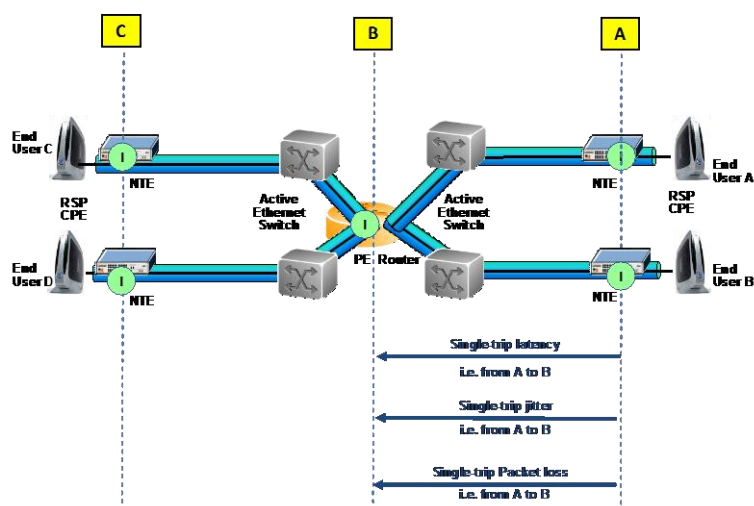 C
B
A
End
User C
I
NTE
RSP
CPE
Active
Ethernet
Switch
Active
Ethernet
Switch
I
NTE
End
User A
RSP
CPE
I
PE Router
End
User D
I
NTE
I
NTE
End
User B
Single-trip latency
i.e. from A to B
Single-trip jitter
i.e. from A to B
Single-trip Packet loss
i.e. from A to B